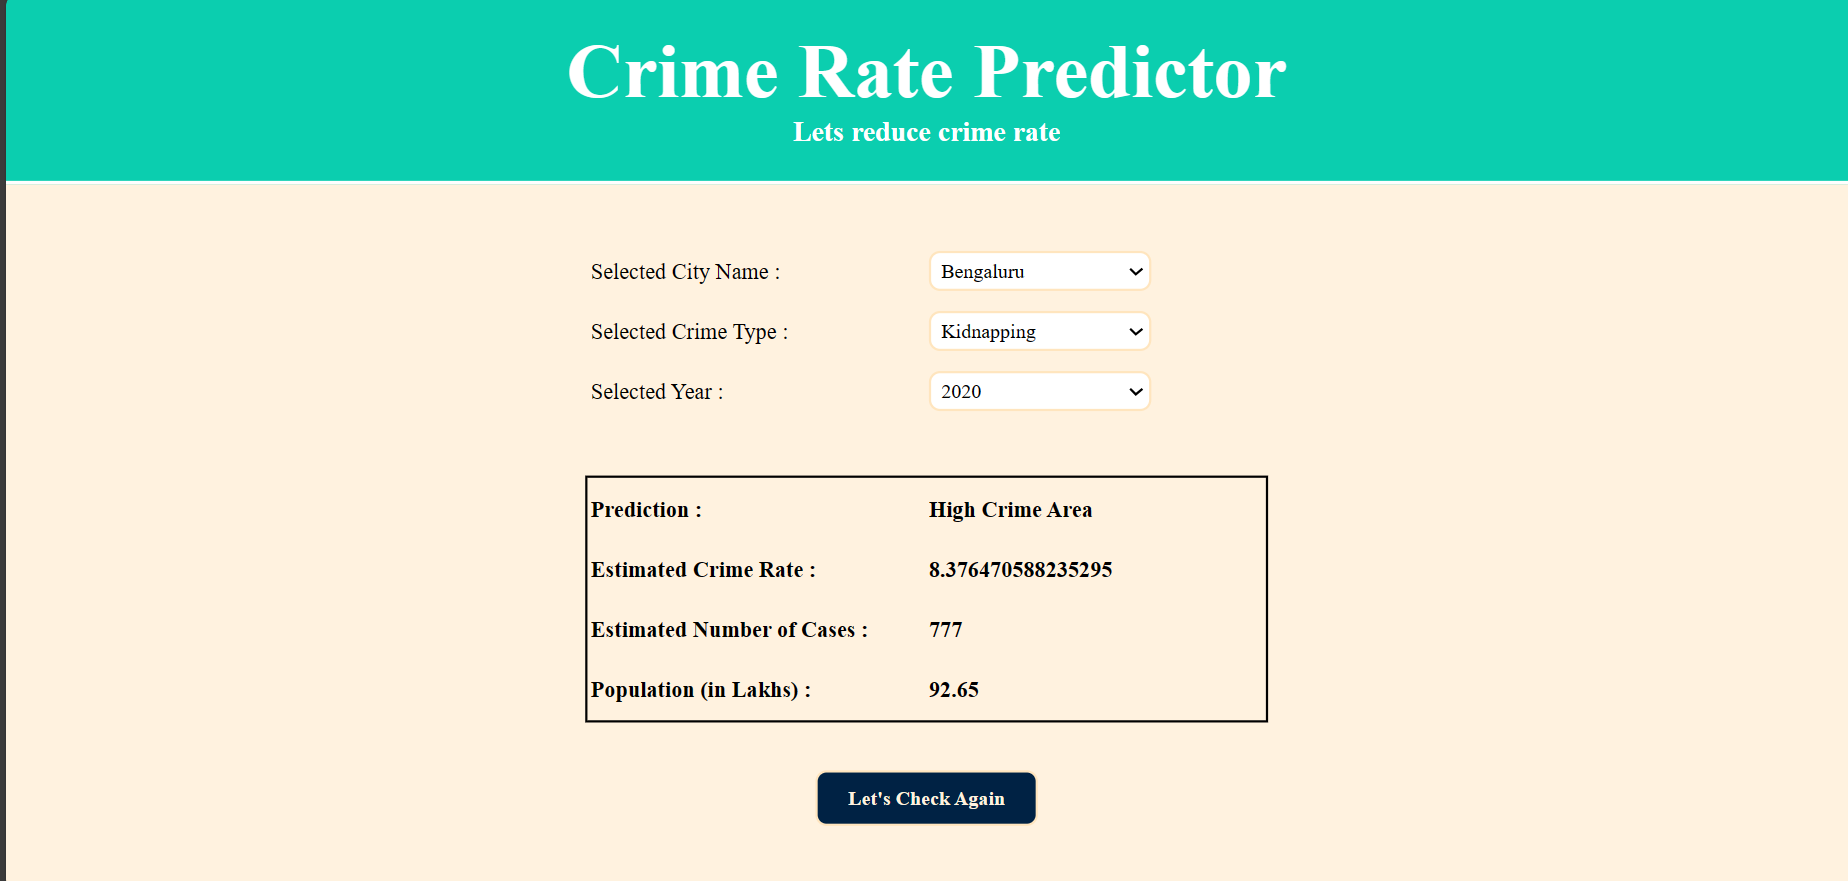 Crime Rate Predictor
Lets reduce crime rate
Selected City Name : Bengaluru
Selected Crime Type : Kidnapping
Selected Year : 2020
Prediction : High Crime Area
Estimated Crime Rate : 8.376470588235295
Estimated Number of Cases : 777
Population (in Lakhs) : 92.65
Let's Check Again